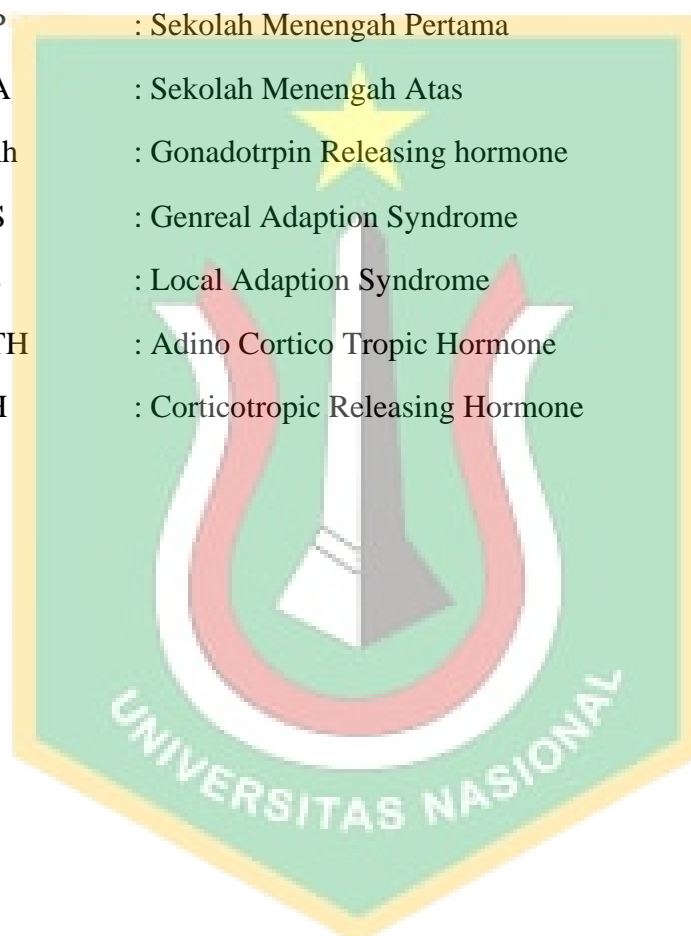 P : Sekolah Menengah Pertama
A : Sekolah Menengah Atas
h : Gonadotrpin Releasing hormone
S : Genreal Adaption Syndrome
: Local Adaption Syndrome
TH : Adino Cortico Tropic Hormone
H : Corticotropic Releasing Hormone
UNIVERSITAS NASIONAL